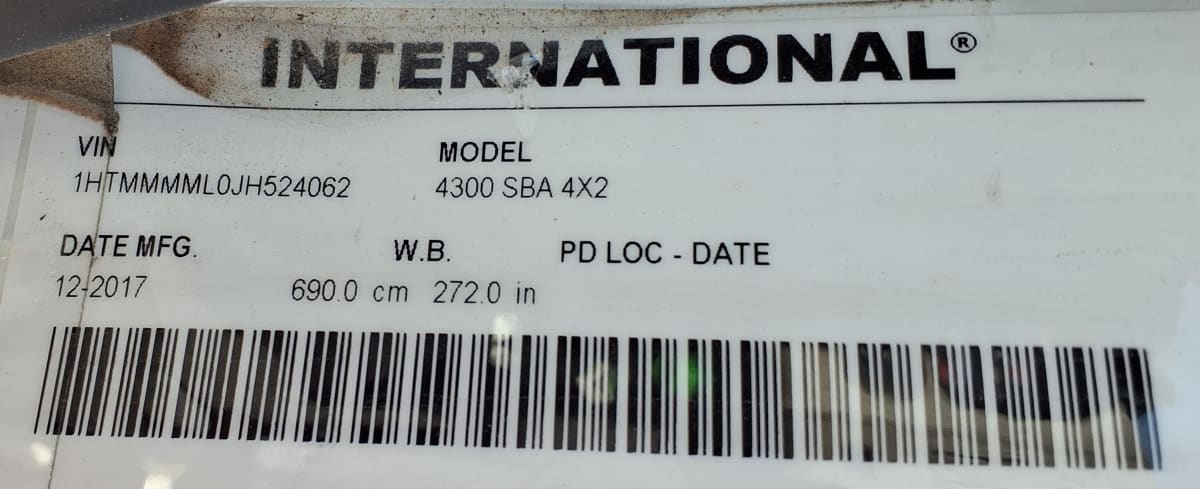 INTERNATIONAL®
VIN MODEL
1HTMMMML0JH524062 4300 SBA 4X2
DATE MFG. W.B. PD LOC - DATE
12-2017 690.0 cm 272.0 in